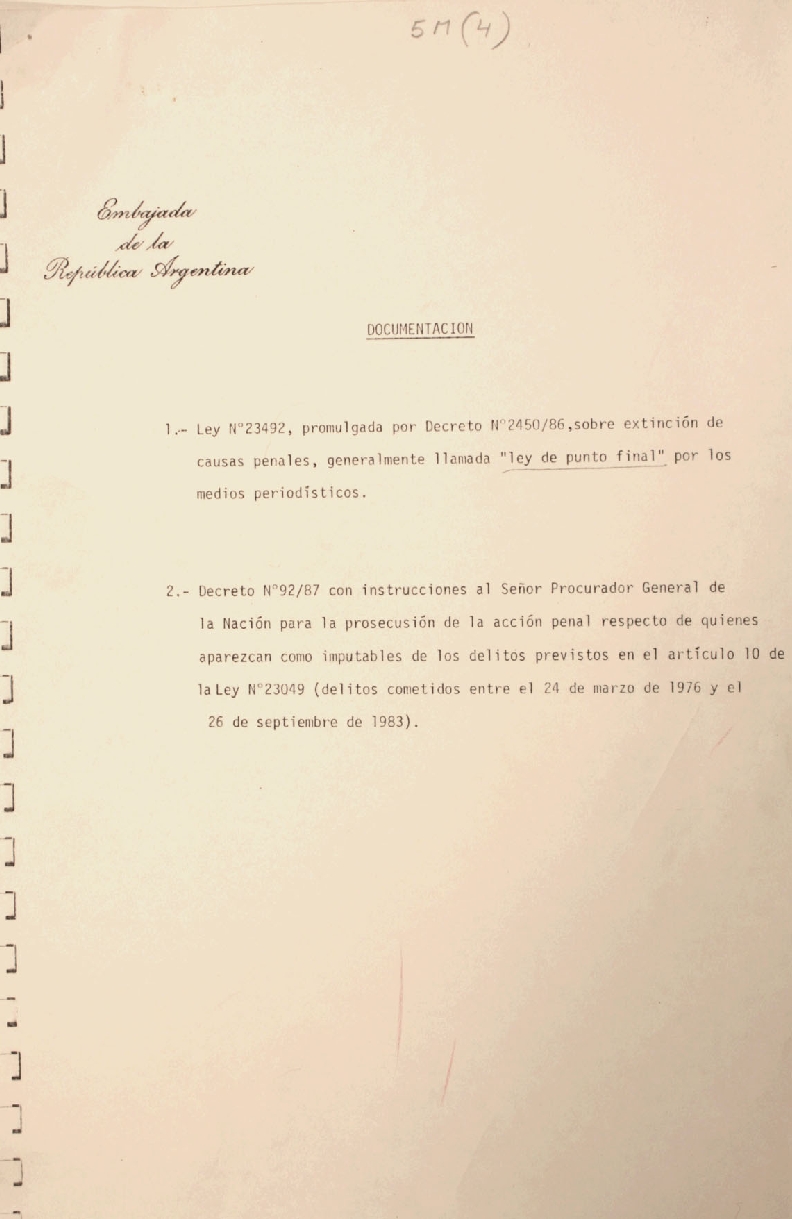 5M(4)
Embajada
de la
República Argentina
DOCUMENTACION
1.- Ley N°23492, promulgada por Decreto N°2450/86,sobre extinción de
causas penales, generalmente llamada "ley de punto final" por los
medios periodísticos.
2.- Decreto N°92/87 con instrucciones al Señor Procurador General de
la Nación para la prosecusión de la acción penal respecto de quienes
aparezcan como imputables de los delitos previstos en el artículo 10 de
la Ley N°23049 (delitos cometidos entre el 24 de marzo de 1976 y el
26 de septiembre de 1983).